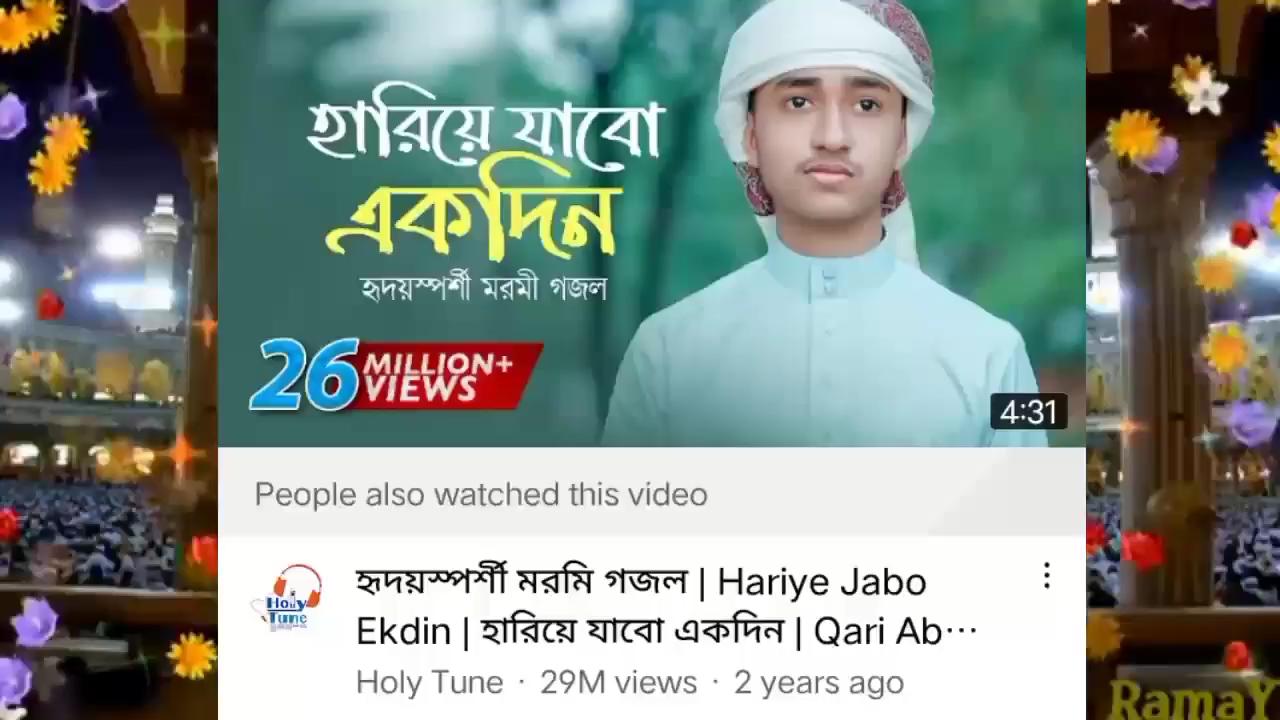 হারিয়ে যাবো
একদিন
হৃদয়স্পর্শী মরমী গজল
26 MILLION+
VIEWS
4:31
People also watched this video
Holy
Tune
হৃদয়স্পর্শী মরমি গজল | Hariye Jabo
Ekdin | হারিয়ে যাবো একদিন | Qari Ab...
Holy Tune · 29M views · 2 years ago
RamaY